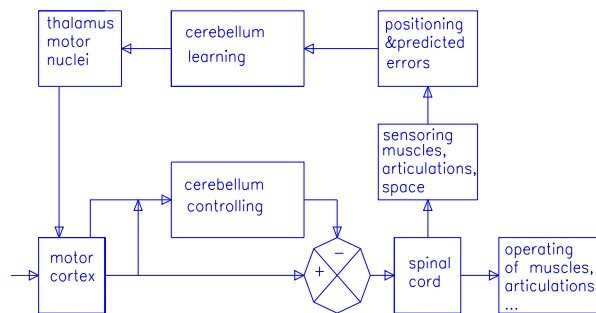 thalamus
motor
nuclei
cerebellum
learning
positioning
&predicted
errors
sensoring
muscles,
articulations,
space
cerebellum
controlling
motor
cortex
+
−
spinal
cord
operating
of muscles,
articulations
...